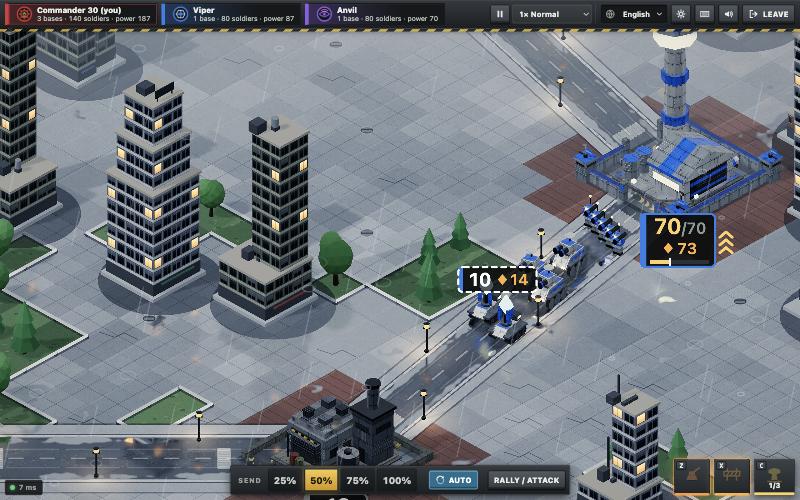 Commander 30 (you)
3 bases · 140 soldiers · power 187
Viper
1 base · 80 soldiers · power 87
Anvil
1 base · 80 soldiers · power 70
1× Normal
English
LEAVE
70/70
73
10 14
SEND 25% 50% 75% 100% AUTO RALLY / ATTACK
Z X C
1/3
7 ms